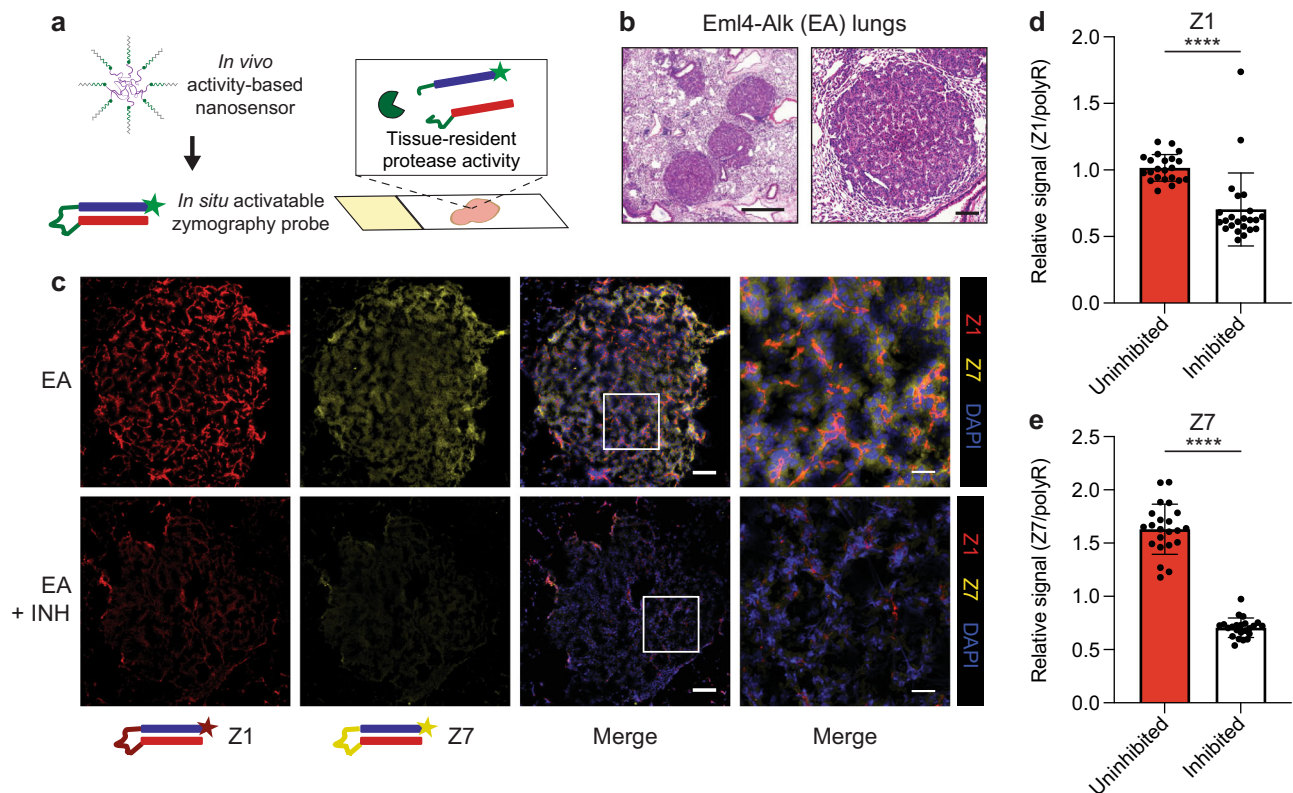 a
In vivo
activity-based
nanosensor
In situ activatable
zymography probe
Tissue-resident
protease activity
b
Eml4-Alk (EA) lungs
c
EA
EA
+ INH
Z1 Z7 DAPI
Z1 Z7 DAPI
Z1
Z7
Merge
Merge
d
Z1
****
Relative signal (Z1/polyR)
2.0
1.5
1.0
0.5
0.0
Uninhibited
Inhibited
e
Z7
****
Relative signal (Z7/polyR)
2.5
2.0
1.5
1.0
0.5
0.0
Uninhibited
Inhibited